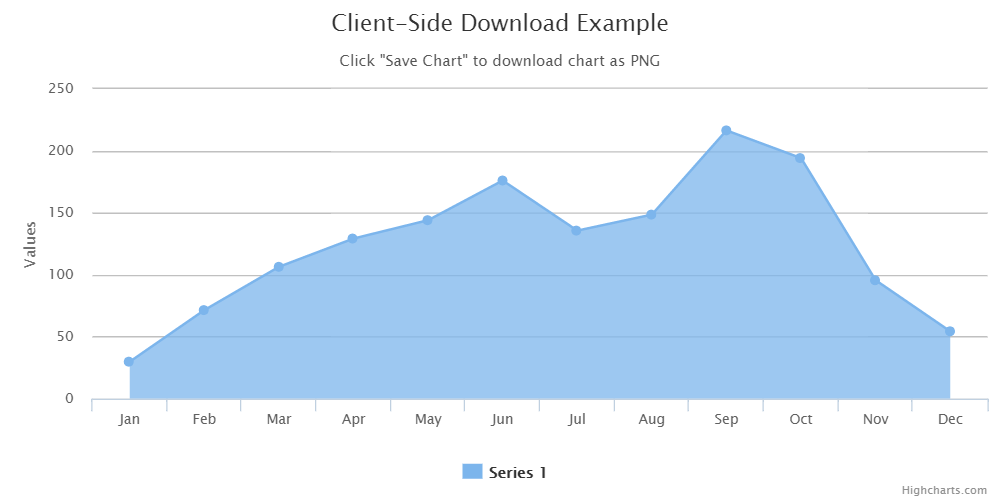 Client-Side Download Example
Click "Save Chart" to download chart as PNG
250
200
150
100
50
0
Values
Jan Feb Mar Apr May Jun Jul Aug Sep Oct Nov Dec
Series 1
Highcharts.com